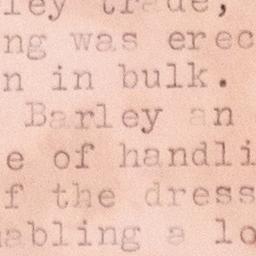 ley trade,
ng was erec
n in bulk.
Barley an
e of handli
f the dress
abling a lo